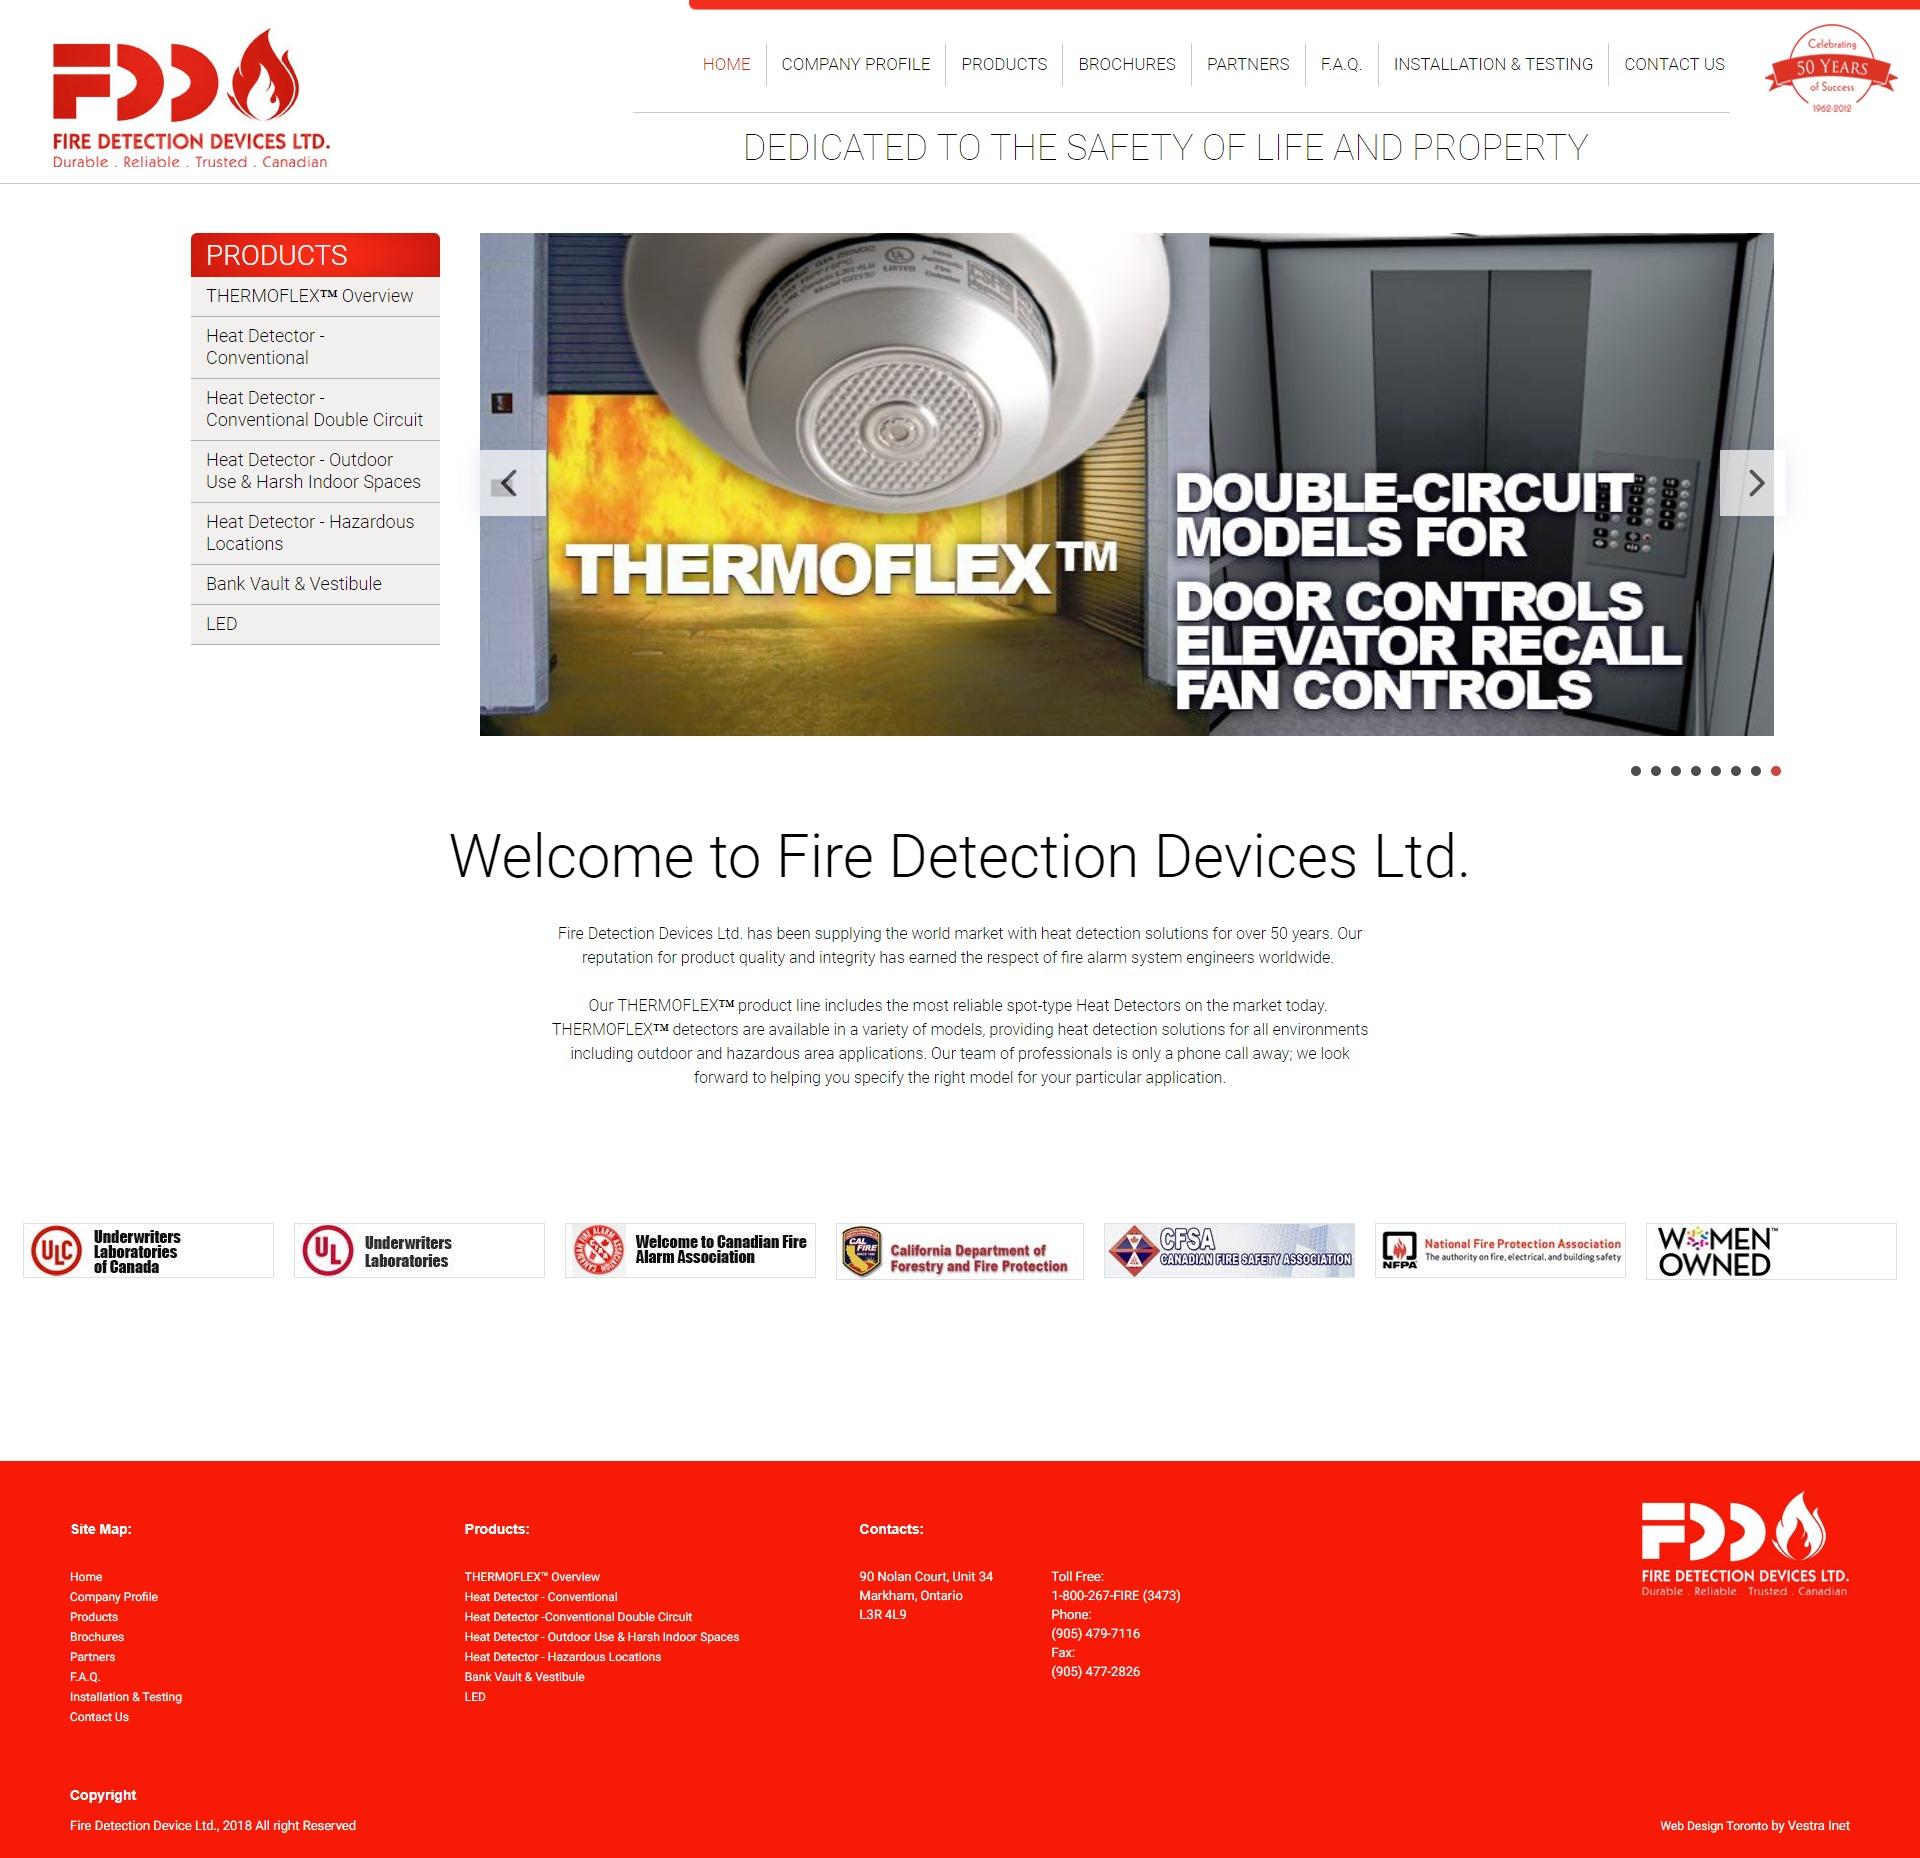 FDD
FIRE DETECTION DEVICES LTD.
Durable . Reliable . Trusted . Canadian
HOME
COMPANY PROFILE
PRODUCTS
BROCHURES
PARTNERS
F.A.Q.
INSTALLATION & TESTING
CONTACT US
Celebrating
50 YEARS
of Success
1962-2012
DEDICATED TO THE SAFETY OF LIFE AND PROPERTY
PRODUCTS
THERMOFLEX™ Overview
Heat Detector -
Conventional
Heat Detector -
Conventional Double Circuit
Heat Detector - Outdoor
Use & Harsh Indoor Spaces
Heat Detector - Hazardous
Locations
Bank Vault & Vestibule
LED
UL
LISTED
THERMOFLEX™
DOUBLE-CIRCUIT
MODELS FOR
DOOR CONTROLS
ELEVATOR RECALL
FAN CONTROLS
Welcome to Fire Detection Devices Ltd.
Fire Detection Devices Ltd. has been supplying the world market with heat detection solutions for over 50 years. Our
reputation for product quality and integrity has earned the respect of fire alarm system engineers worldwide.
Our THERMOFLEX™ product line includes the most reliable spot-type Heat Detectors on the market today.
THERMOFLEX™ detectors are available in a variety of models, providing heat detection solutions for all environments
including outdoor and hazardous area applications. Our team of professionals is only a phone call away; we look
forward to helping you specify the right model for your particular application.
ULC
Underwriters
Laboratories
of Canada
UL
Underwriters
Laboratories
CANADIAN FIRE ALARM ASSOCIATION
Welcome to Canadian Fire
Alarm Association
CAL
FIRE
California Department of
Forestry and Fire Protection
CFSA
CANADIAN FIRE SAFETY ASSOCIATION
NFPA
National Fire Protection Association
The authority on fire, electrical, and building safety
WOMEN™
OWNED
Site Map:
Home
Company Profile
Products
Brochures
Partners
F.A.Q.
Installation & Testing
Contact Us
Products:
THERMOFLEX™ Overview
Heat Detector - Conventional
Heat Detector -Conventional Double Circuit
Heat Detector - Outdoor Use & Harsh Indoor Spaces
Heat Detector - Hazardous Locations
Bank Vault & Vestibule
LED
Contacts:
90 Nolan Court, Unit 34
Markham, Ontario
L3R 4L9
Toll Free:
1-800-267-FIRE (3473)
Phone:
(905) 479-7116
Fax:
(905) 477-2826
FDD
FIRE DETECTION DEVICES LTD.
Durable . Reliable . Trusted . Canadian
Copyright
Fire Detection Device Ltd., 2018 All right Reserved
Web Design Toronto by Vestra Inet